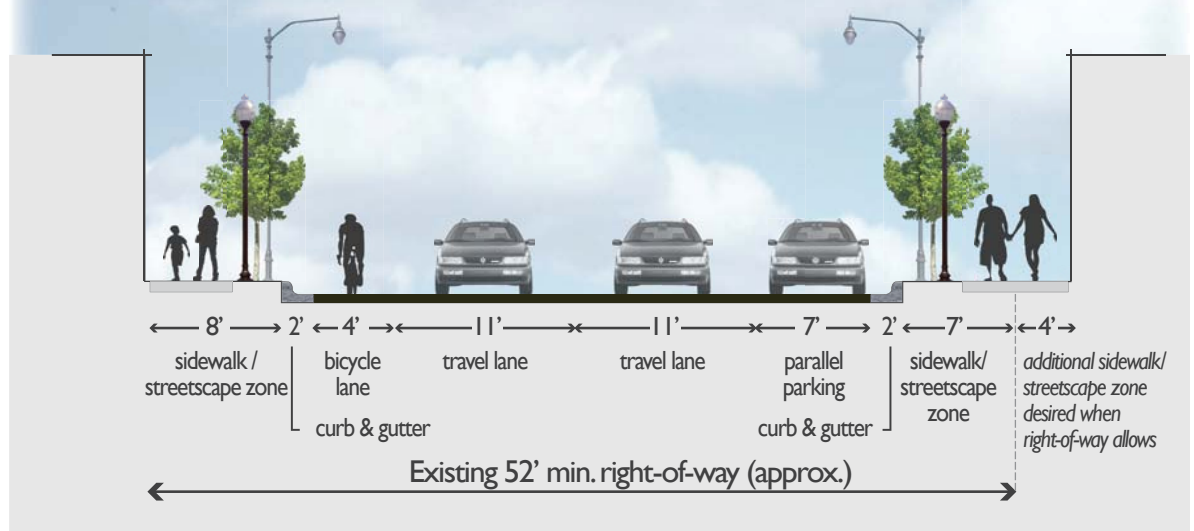 8’ 2’ 4’ 11’ 11’ 7’ 2’ 7’ 4’
sidewalk /
streetscape zone
bicycle
lane
travel lane
travel lane
parallel
parking
sidewalk/
streetscape
zone
additional sidewalk/
streetscape zone
desired when
right-of-way allows
curb & gutter
curb & gutter
Existing 52’ min. right-of-way (approx.)